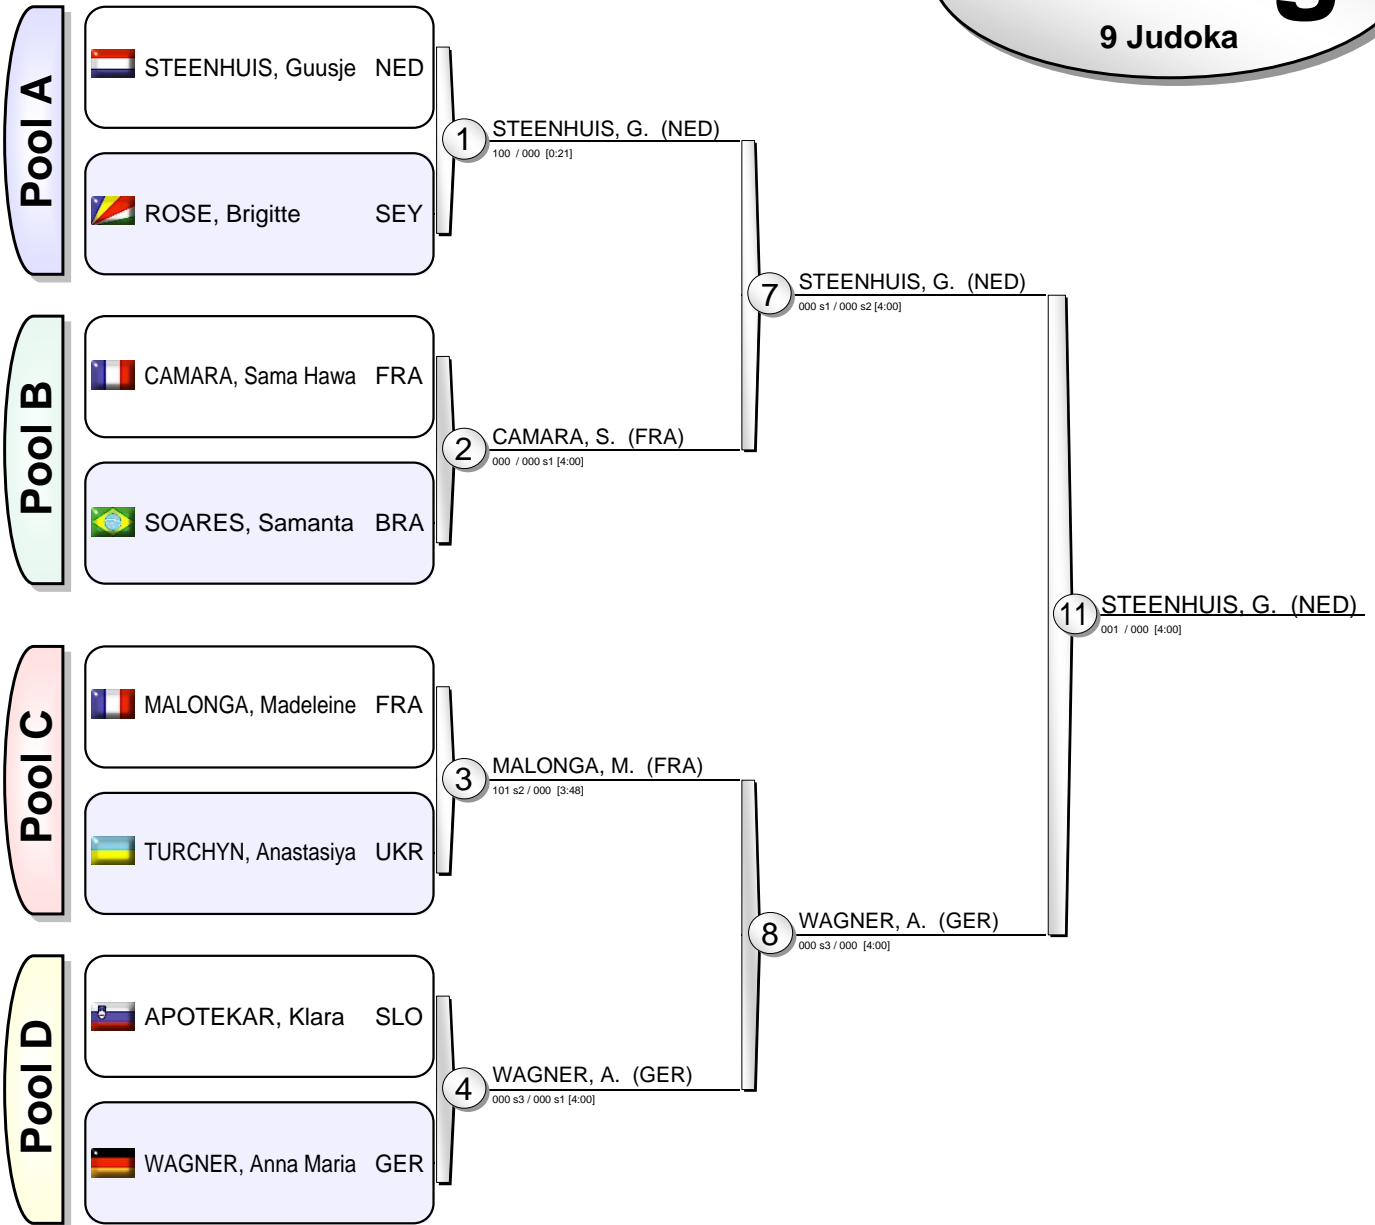 9 Judoka
Pool A
STEENHUIS, Guusje NED
ROSE, Brigitte SEY
1 STEENHUIS, G. (NED)
100 / 000 [0:21]
7 STEENHUIS, G. (NED)
000 s1 / 000 s2 [4:00]
Pool B
CAMARA, Sama Hawa FRA
SOARES, Samanta BRA
2 CAMARA, S. (FRA)
000 / 000 s1 [4:00]
11 STEENHUIS, G. (NED)
001 / 000 [4:00]
Pool C
MALONGA, Madeleine FRA
TURCHYN, Anastasiya UKR
3 MALONGA, M. (FRA)
101 s2 / 000 [3:48]
8 WAGNER, A. (GER)
000 s3 / 000 [4:00]
Pool D
APOTEKAR, Klara SLO
WAGNER, Anna Maria GER
4 WAGNER, A. (GER)
000 s3 / 000 s1 [4:00]